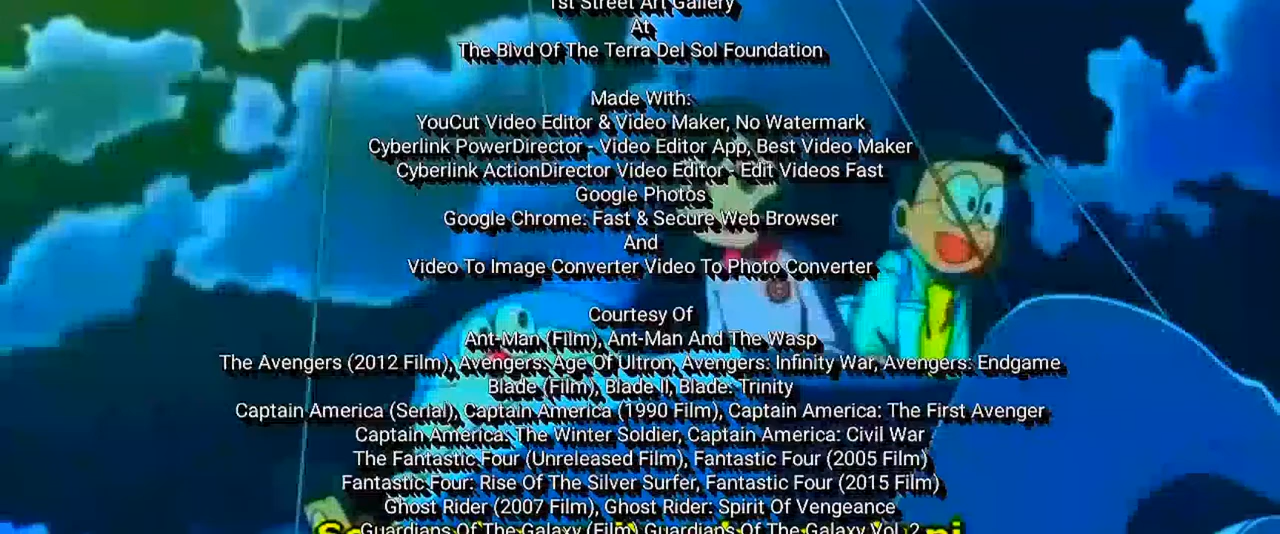 1st Street Art Gallery
At
The Blvd Of The Terra Del Sol Foundation
Made With:
YouCut Video Editor & Video Maker, No Watermark
Cyberlink PowerDirector - Video Editor App, Best Video Maker
Cyberlink ActionDirector Video Editor - Edit Videos Fast
Google Photos
Google Chrome: Fast & Secure Web Browser
And
Video To Image Converter Video To Photo Converter
Courtesy Of
Ant-Man (Film), Ant-Man And The Wasp
The Avengers (2012 Film), Avengers: Age Of Ultron, Avengers: Infinity War, Avengers: Endgame
Blade (Film), Blade II, Blade: Trinity
Captain America (Serial), Captain America (1990 Film), Captain America: The First Avenger
Captain America: The Winter Soldier, Captain America: Civil War
The Fantastic Four (Unreleased Film), Fantastic Four (2005 Film)
Fantastic Four: Rise Of The Silver Surfer, Fantastic Four (2015 Film)
Ghost Rider (2007 Film), Ghost Rider: Spirit Of Vengeance
Guardians Of The Galaxy (Film) Guardians Of The Galaxy Vol. 2